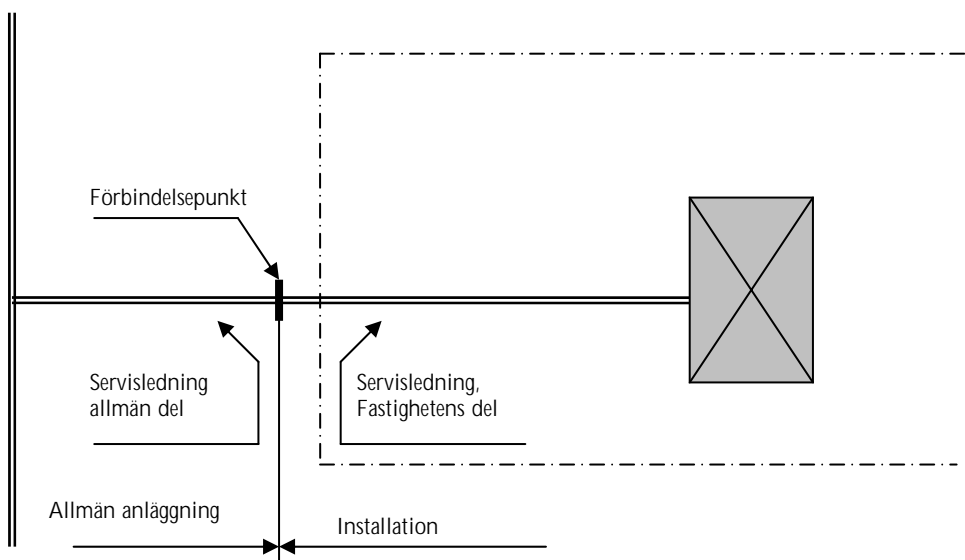 Förbindelsepunkt
Servisledning
allmän del
Servisledning,
Fastighetens del
Allmän anläggning
Installation